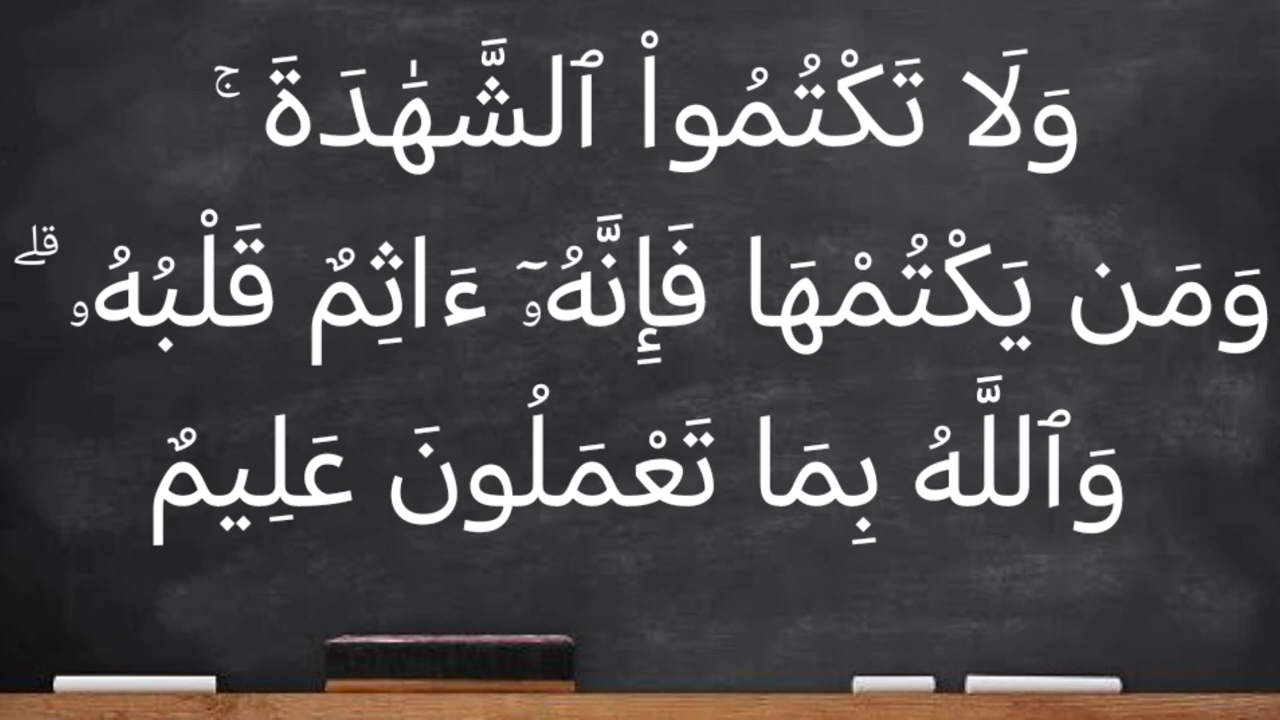 وَلَا تَكْتُمُوا۟ ٱلشَّهَٰدَةَ ۚ
وَمَن يَكْتُمْهَا فَإِنَّهُۥٓ ءَاثِمٌ قَلْبُهُۥ ۗ
وَٱللَّهُ بِمَا تَعْمَلُونَ عَلِيمٌ